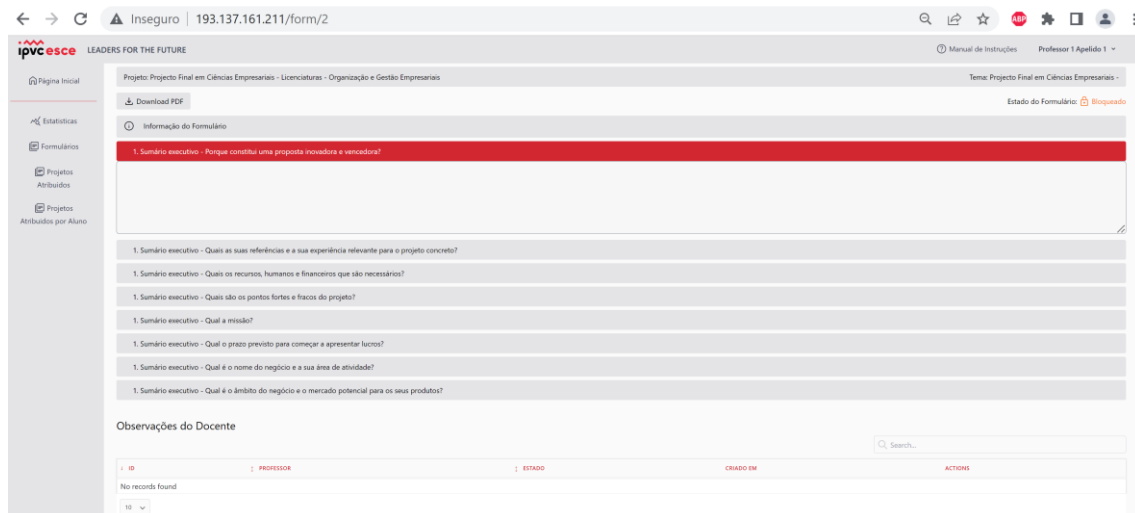 Inseguro | 193.137.161.211/form/2
ABP
ipvc esce LEADERS FOR THE FUTURE
Manual de Instruções Professor 1 Apelido 1
Página Inicial
Estatisticas
Formulários
Projetos
Atribuidos
Projetos
Atribuidos por Aluno
Projeto: Projecto Final em Ciências Empresariais - Licenciaturas - Organização e Gestão Empresariais Tema: Projecto Final em Ciências Empresariais -
Download PDF Estado do Formulário: Bloqueado
Informação do Formulário
1. Sumário executivo - Porque constitui uma proposta inovadora e vencedora?
1. Sumário executivo - Quais as suas referências e a sua experiência relevante para o projeto concreto?
1. Sumário executivo - Quais os recursos, humanos e financeiros que são necessários?
1. Sumário executivo - Quais são os pontos fortes e fracos do projeto?
1. Sumário executivo - Qual a missão?
1. Sumário executivo - Qual o prazo previsto para começar a apresentar lucros?
1. Sumário executivo - Qual é o nome do negócio e a sua área de atividade?
1. Sumário executivo - Qual é o âmbito do negócio e o mercado potencial para os seus produtos?
Observações do Docente
Search...
ID PROFESSOR ESTADO CRIADO EM ACTIONS
No records found
10